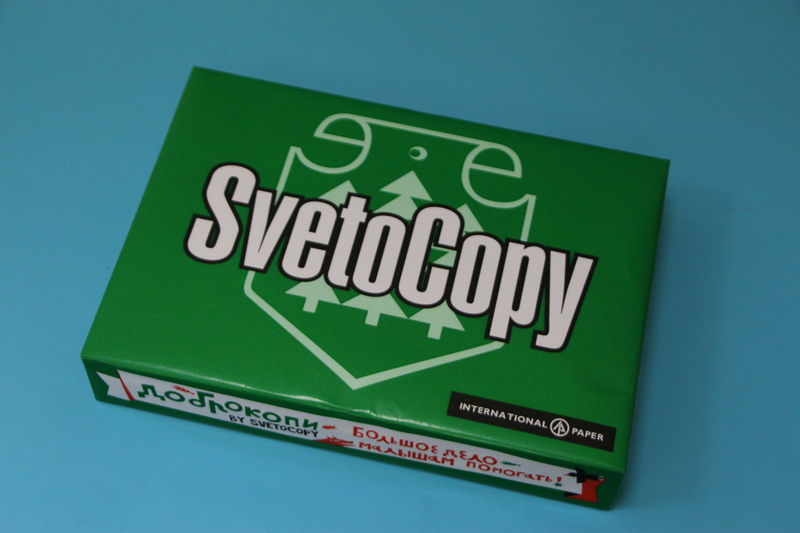 SvetoCopy
INTERNATIONAL PAPER
ДОБРОКОПИ
BY SVETOCOPY
БОЛЬШОЕ ДЕЛО —
МАЛЫШАМ ПОМОГАТЬ!